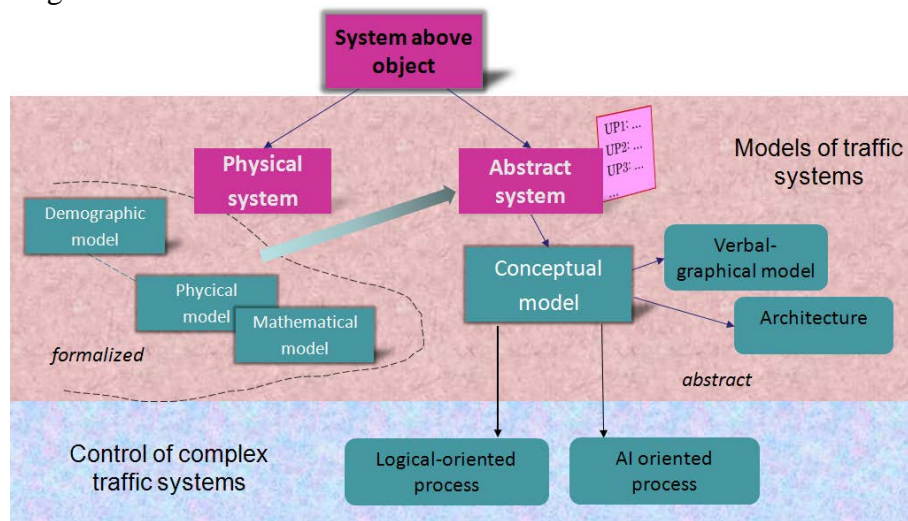 System above
object
Physical
system
Abstract
system
UP1: ...
UP2: ...
UP3: ...
...
Models of traffic
systems
Demographic
model
Phycical
model
Mathematical
model
formalized
Conceptual
model
Verbal-
graphical model
Architecture
abstract
Control of complex
traffic systems
Logical-oriented
process
AI oriented
process